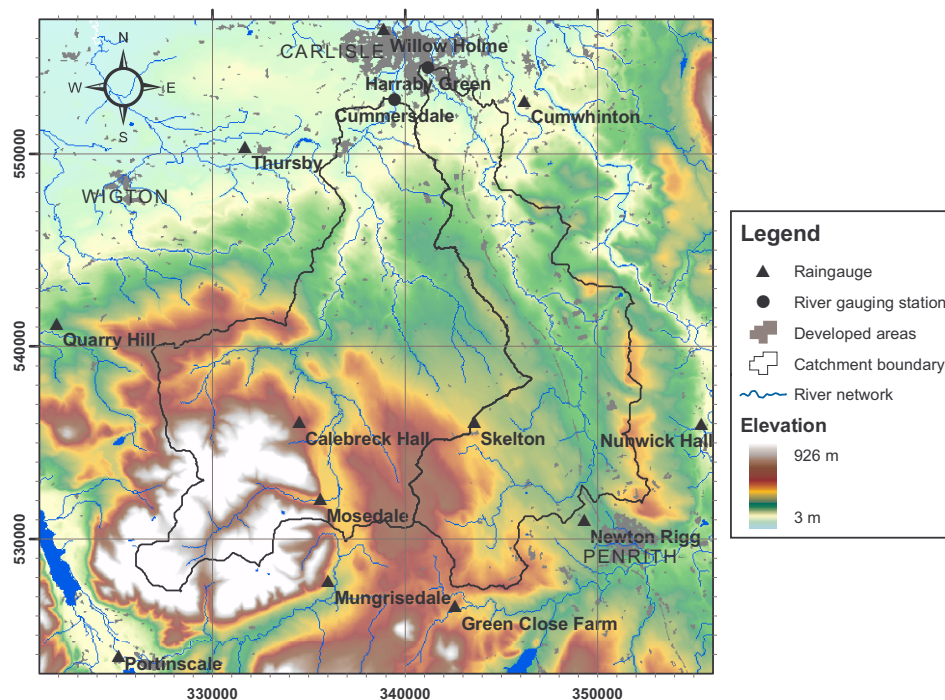 CARLISLE
Willow Holme
N
W
E
S
Harraby Green
Cummersdale
Cumwhinton
Thursby
WIGTON
550000
540000
530000
Quarry Hill
Calebreck Hall
Skelton
Nunwick Hall
Mosedale
Newton Rigg
PENRITH
Mungrisedale
Green Close Farm
Portinscale
330000
340000
350000
Legend
Raingauge
River gauging station
Developed areas
Catchment boundary
River network
Elevation
926 m
3 m